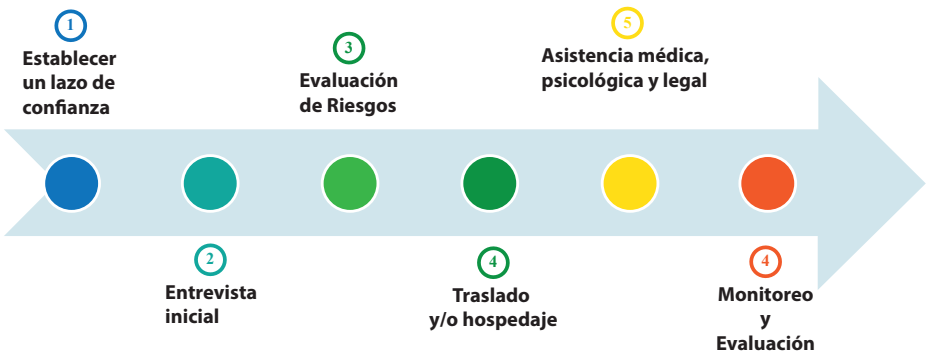 1
Establecer
un lazo de
confianza
2
Entrevista
inicial
3
Evaluación
de Riesgos
4
Traslado
y/o hospedaje
5
Asistencia médica,
psicológica y legal
4
Monitoreo
y
Evaluación